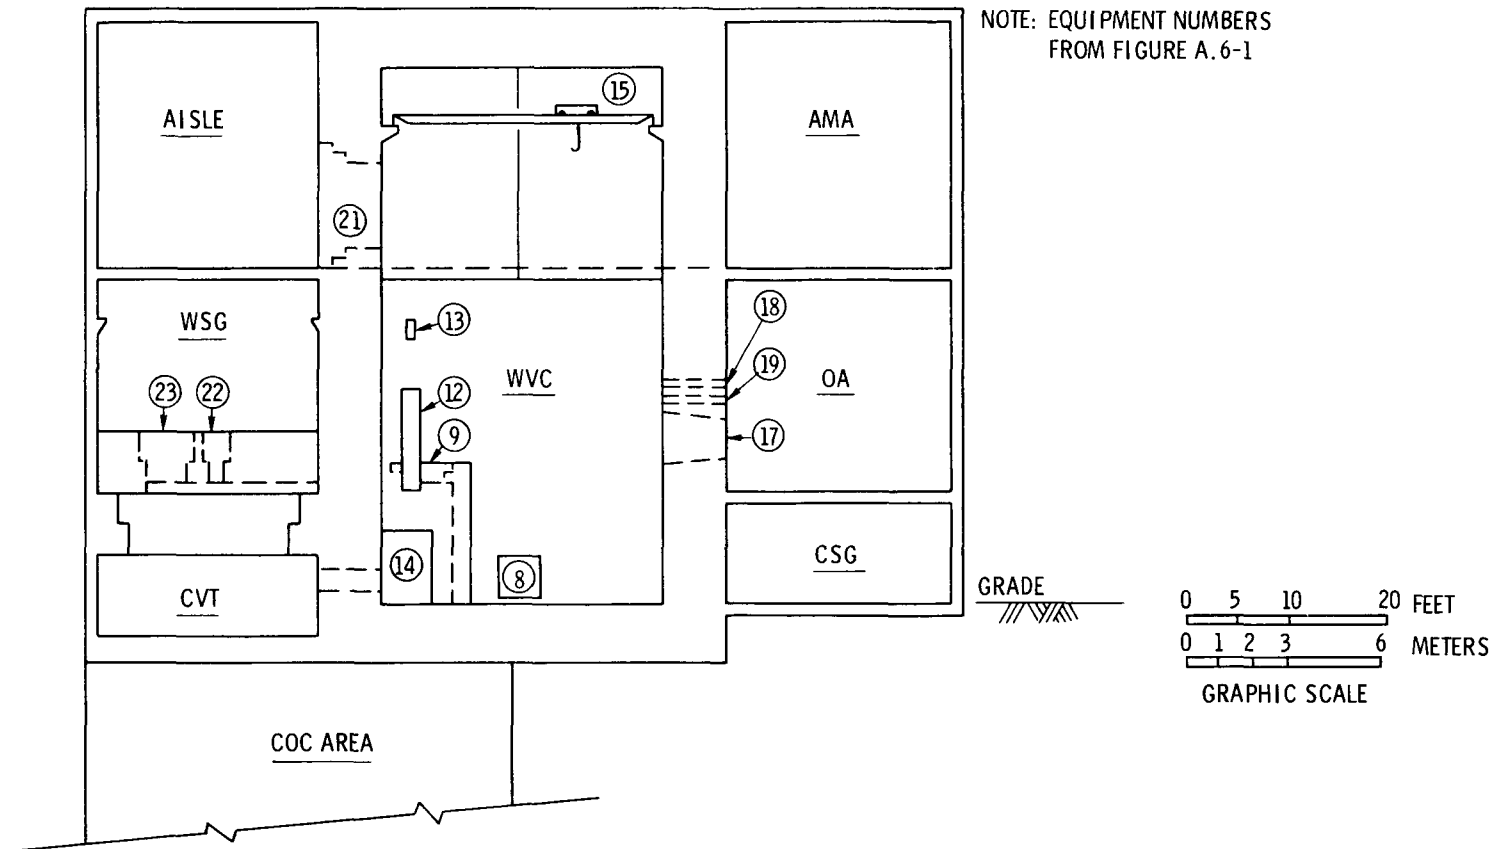 NOTE: EQUIPMENT NUMBERS
FROM FIGURE A.6-1
15
AISLE
AMA
21
13
18
WSG
19
WVC
OA
23
22
12
9
17
14
8
CSG
CVT
GRADE
0 5 10 20 FEET
0 1 2 3 6 METERS
GRAPHIC SCALE
COC AREA